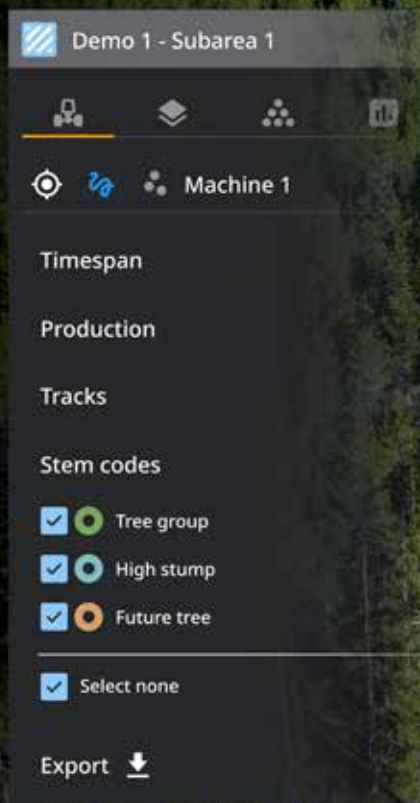 Demo 1 - Subarea 1
Machine 1
Timespan
Production
Tracks
Stem codes
Tree group
High stump
Future tree
Select none
Export